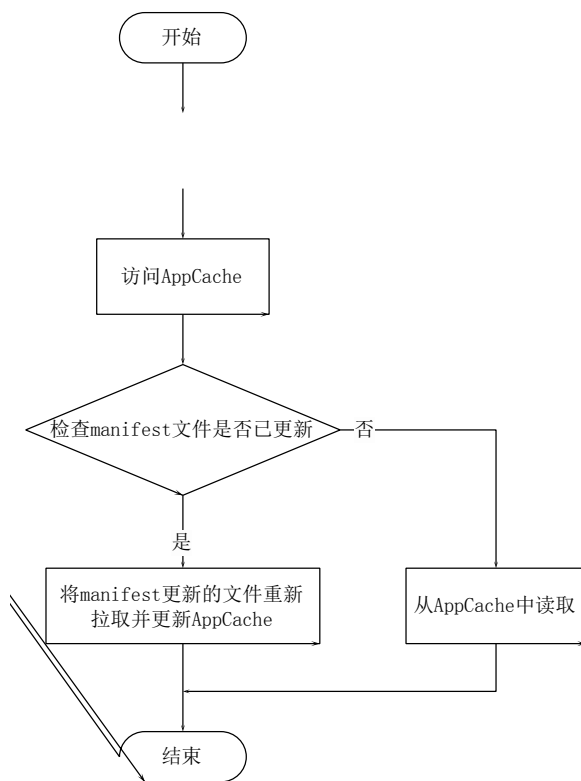 开始
访问AppCache
检查manifest文件是否已更新
否
是
将manifest更新的文件重新
拉取并更新AppCache
从AppCache中读取
结束